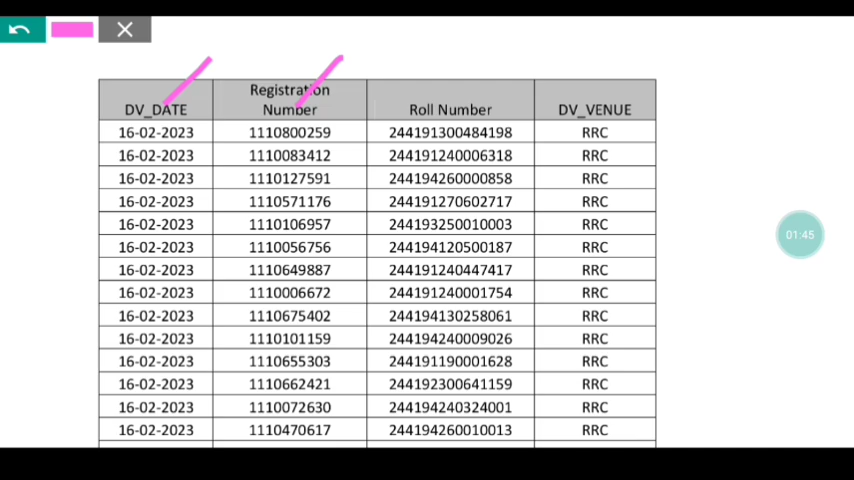 DV_DATE Registration Number Roll Number DV_VENUE
16-02-2023 1110800259 244191300484198 RRC
16-02-2023 1110083412 244191240006318 RRC
16-02-2023 1110127591 244194260000858 RRC
16-02-2023 1110571176 244191270602717 RRC
16-02-2023 1110106957 244193250010003 RRC
16-02-2023 1110056756 244194120500187 RRC
16-02-2023 1110649887 244191240447417 RRC
16-02-2023 1110006672 244191240001754 RRC
16-02-2023 1110675402 244194130258061 RRC
16-02-2023 1110101159 244194240009026 RRC
16-02-2023 1110655303 244191190001628 RRC
16-02-2023 1110662421 244192300641159 RRC
16-02-2023 1110072630 244194240324001 RRC
16-02-2023 1110470617 244194260010013 RRC
01:45